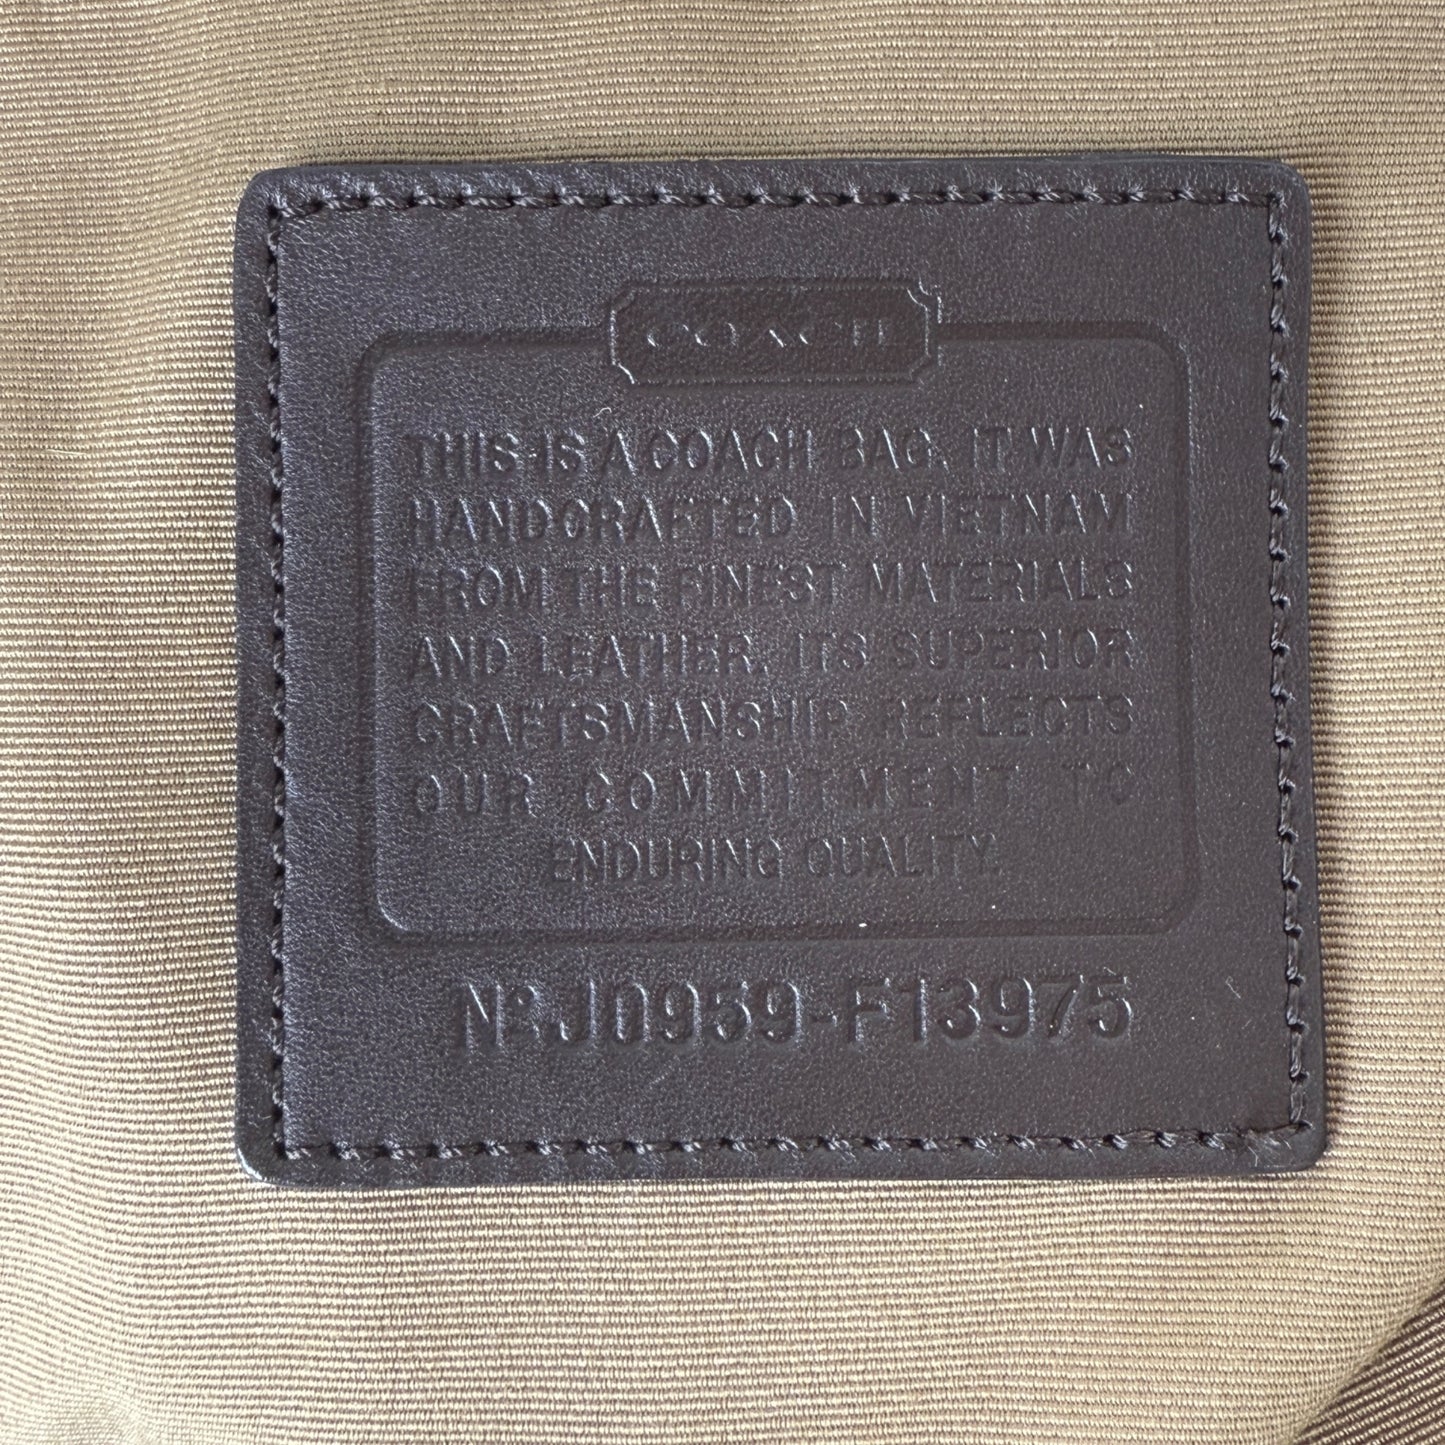 COACH
THIS IS A COACH BAG. IT WAS
HANDCRAFTED IN VIETNAM
FROM THE FINEST MATERIALS
AND LEATHER. ITS SUPERIOR
CRAFTSMANSHIP REFLECTS
OUR COMMITMENT TO
ENDURING QUALITY.
Nº J0959-F13975